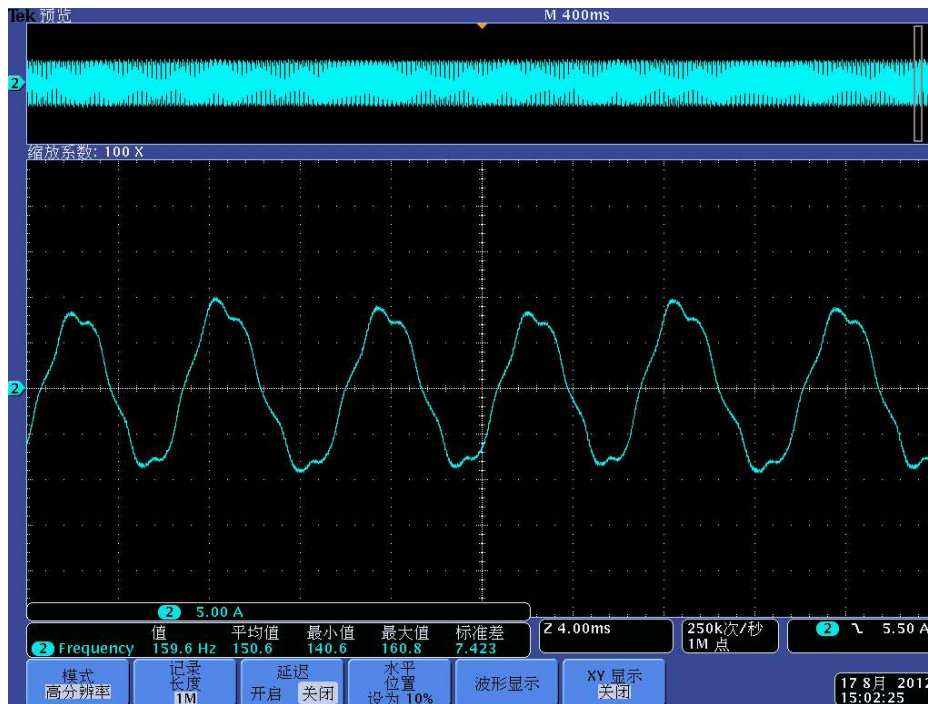 Tek 预览 M 400ms
2
缩放系数: 100 X
2
2 5.00 A
值 平均值 最小值 最大值 标准差
2 Frequency 159.6 Hz 150.6 140.6 160.8 7.423
Z 4.00ms
250k次/秒
1M 点
2 5.50 A
模式
高分辨率
记录
长度
1M
延迟
开启 关闭
水平
位置
设为 10%
波形显示
XY 显示
关闭
17 8月 2012
15:02:25